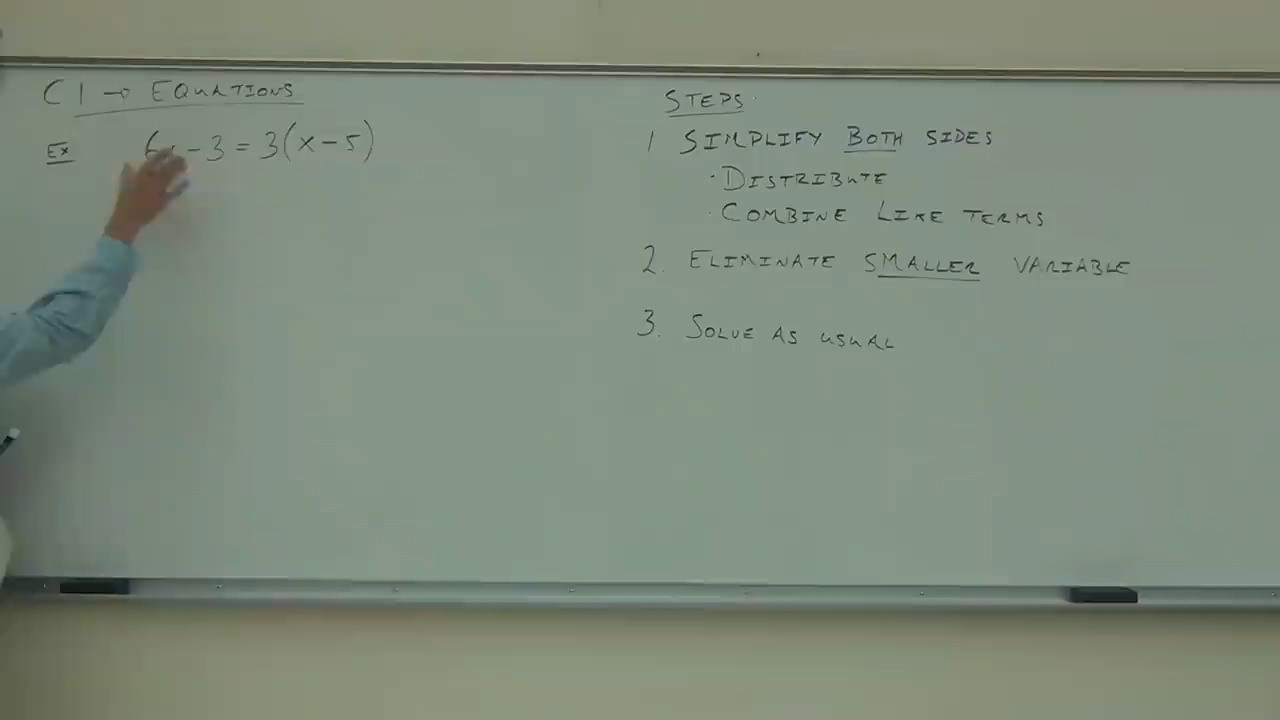 C1 → EQUATIONS
Ex 6x - 3 = 3(x - 5)
STEPS
1 SIMPLIFY BOTH SIDES
· DISTRIBUTE
· COMBINE LIKE TERMS
2. ELIMINATE SMALLER VARIABLE
3. SOLVE AS USUAL